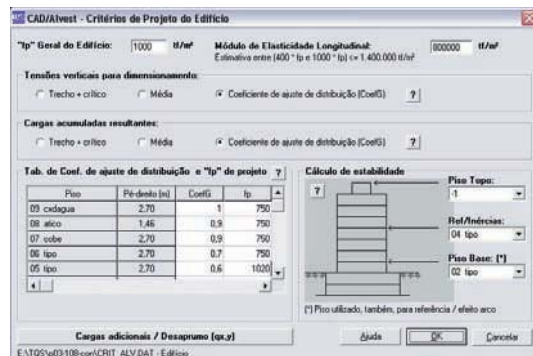 CAD/Alvest - Critérios de Projeto do Edifício
"fp" Geral do Edifício: 1000 tf/m²
Módulo de Elasticidade Longitudinal: 800000 tf/m²
Estimativa entre (400 * fp e 1000 * fp) <= 1.400.000 tf/m²
Tensões verticais para dimensionamento:
Trecho + crítico Média Coeficiente de ajuste de distribuição (CoefG) ?
Cargas acumuladas resultantes:
Trecho + crítico Média Coeficiente de ajuste de distribuição (CoefG) ?
Tab. de Coef. de ajuste de distribuição e "fp" de projeto ?
Piso Pé-direito (m) CoefG fp
09 cxdagua 2,70 1 750
08 atico 1,46 0,9 750
07 cobe 2,70 0,9 750
06 tipo 2,70 0,7 750
05 tipo 2,70 0,6 1020
Cálculo de estabilidade
?
Piso Topo:
-1
Ref/Inércias:
04 tipo
Piso Base: (*)
02 tipo
(*) Piso utilizado, também, para referência / efeito arco
Cargas adicionais / Desaprumo (qx,y)
Ajuda OK Cancelar
E:\TQS\p03-108-con\CRIT_ALV.DAT - Edifício